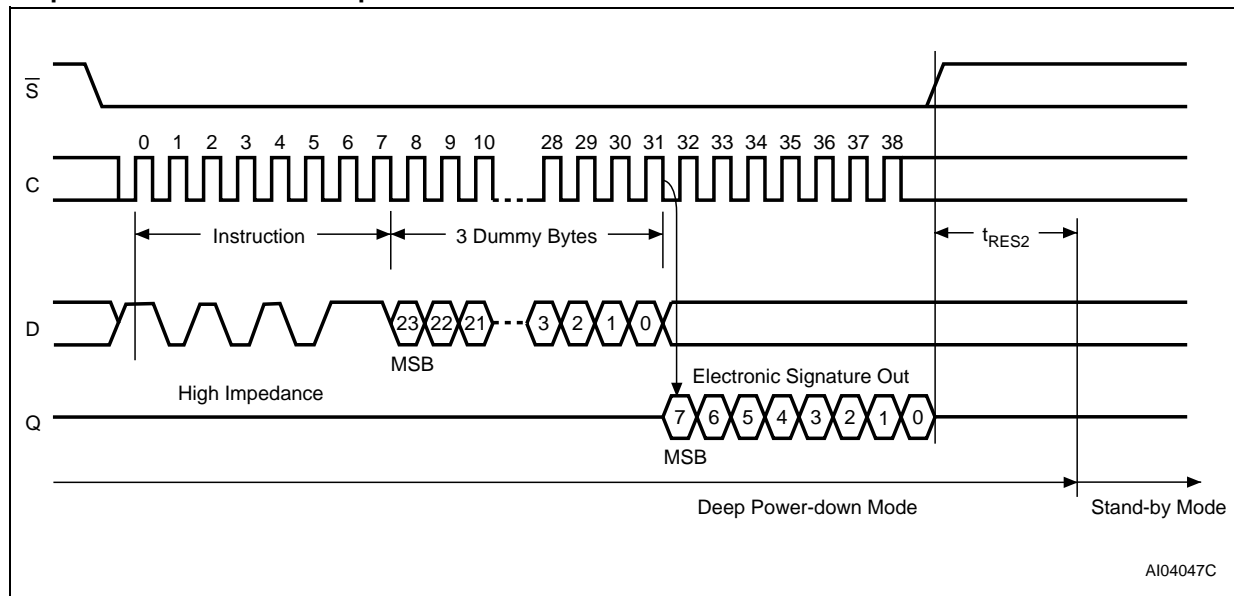 S
0 1 2 3 4 5 6 7 8 9 10 28 29 30 31 32 33 34 35 36 37 38
C
Instruction 3 Dummy Bytes tRES2
D 23 22 21 3 2 1 0
MSB
High Impedance Electronic Signature Out
Q 7 6 5 4 3 2 1 0
MSB
Deep Power-down Mode Stand-by Mode
AI04047C